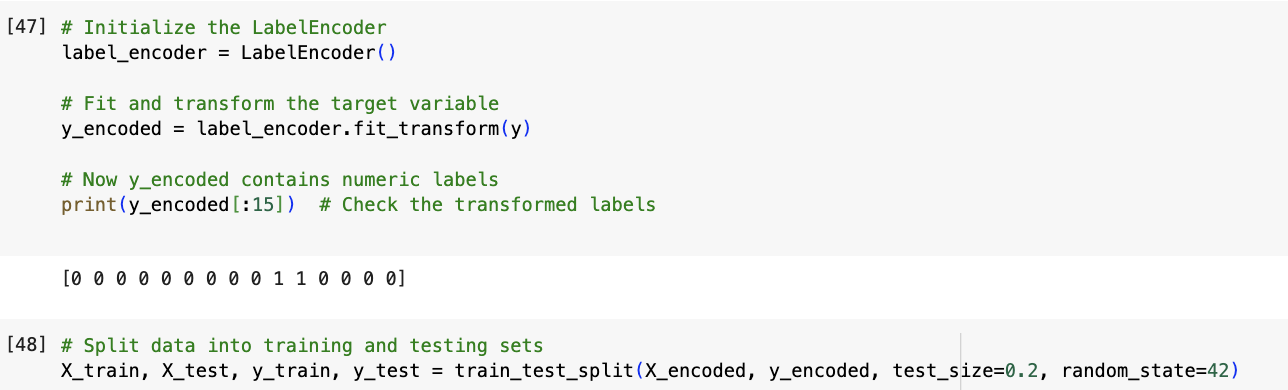 [47] # Initialize the LabelEncoder
label_encoder = LabelEncoder()
# Fit and transform the target variable
y_encoded = label_encoder.fit_transform(y)
# Now y_encoded contains numeric labels
print(y_encoded[:15])  # Check the transformed labels
[0 0 0 0 0 0 0 0 0 1 1 0 0 0 0]
[48] # Split data into training and testing sets
X_train, X_test, y_train, y_test = train_test_split(X_encoded, y_encoded, test_size=0.2, random_state=42)